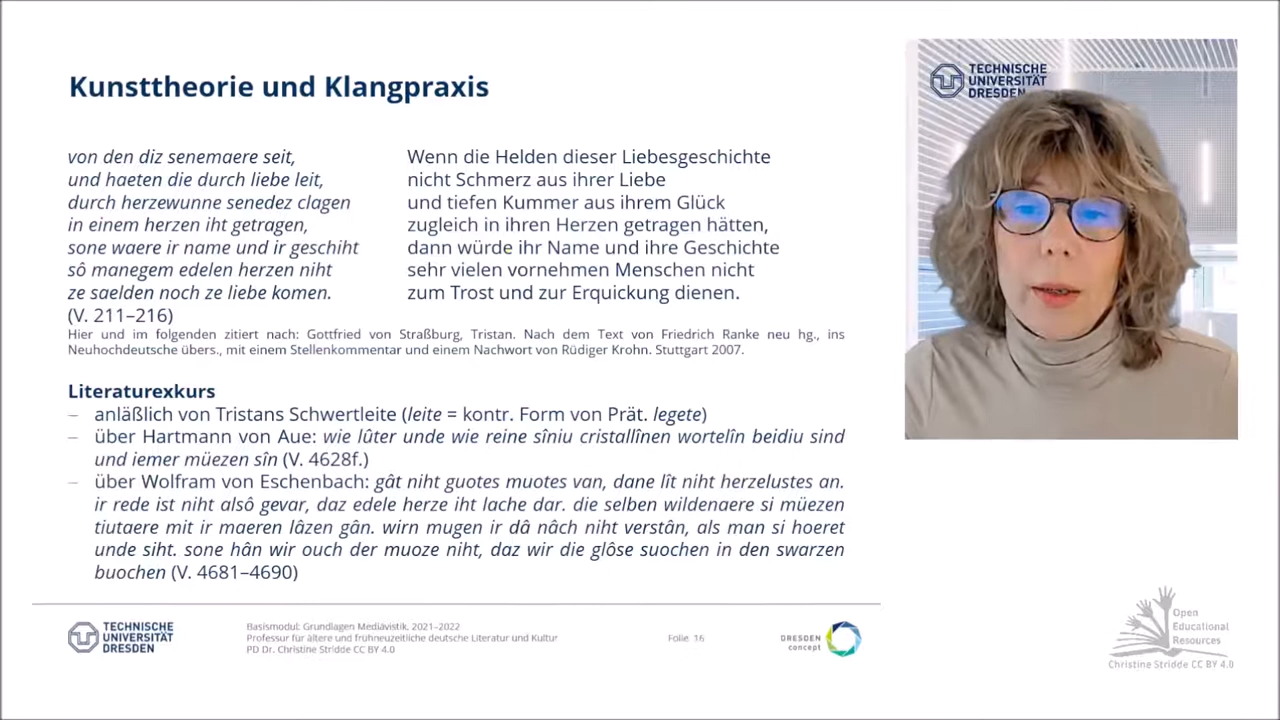 Kunsttheorie und Klangpraxis
von den diz senemaere seit,
und haeten die durch liebe leit,
durch herzewunne senedez clagen
in einem herzen iht getragen,
sone waere ir name und ir geschiht
sô manegem edelen herzen niht
ze saelden noch ze liebe komen.
(V. 211–216)
Wenn die Helden dieser Liebesgeschichte
nicht Schmerz aus ihrer Liebe
und tiefen Kummer aus ihrem Glück
zugleich in ihren Herzen getragen hätten,
dann würde ihr Name und ihre Geschichte
sehr vielen vornehmen Menschen nicht
zum Trost und zur Erquickung dienen.
Hier und im folgenden zitiert nach: Gottfried von Straßburg, Tristan. Nach dem Text von Friedrich Ranke neu hg., ins
Neuhochdeutsche übers., mit einem Stellenkommentar und einem Nachwort von Rüdiger Krohn. Stuttgart 2007.
Literaturexkurs
– anläßlich von Tristans Schwertleite (leite = kontr. Form von Prät. legete)
– über Hartmann von Aue: wie lûter unde wie reine sîniu cristallînen wortelîn beidiu sind
und iemer müezen sîn (V. 4628f.)
– über Wolfram von Eschenbach: gât niht guotes muotes van, dane lît niht herzelustes an.
ir rede ist niht alsô gevar, daz edele herze iht lache dar. die selben wildenaere si müezen
tiutaere mit ir maeren lâzen gân. wirn mugen ir dâ nâch niht verstân, als man si hoeret
unde siht. sone hân wir ouch der muoze niht, daz wir die glôse suochen in den swarzen
buochen (V. 4681–4690)
TECHNISCHE
UNIVERSITÄT
DRESDEN
Basismodul: Grundlagen Mediävistik, 2021–2022
Professur für ältere und frühneuzeitliche deutsche Literatur und Kultur
PD Dr. Christine Stridde CC BY 4.0
Folie 16
DRESDEN
concept
TECHNISCHE
UNIVERSITÄT
DRESDEN
Open
Educational
Resources
Christine Stridde CC BY 4.0